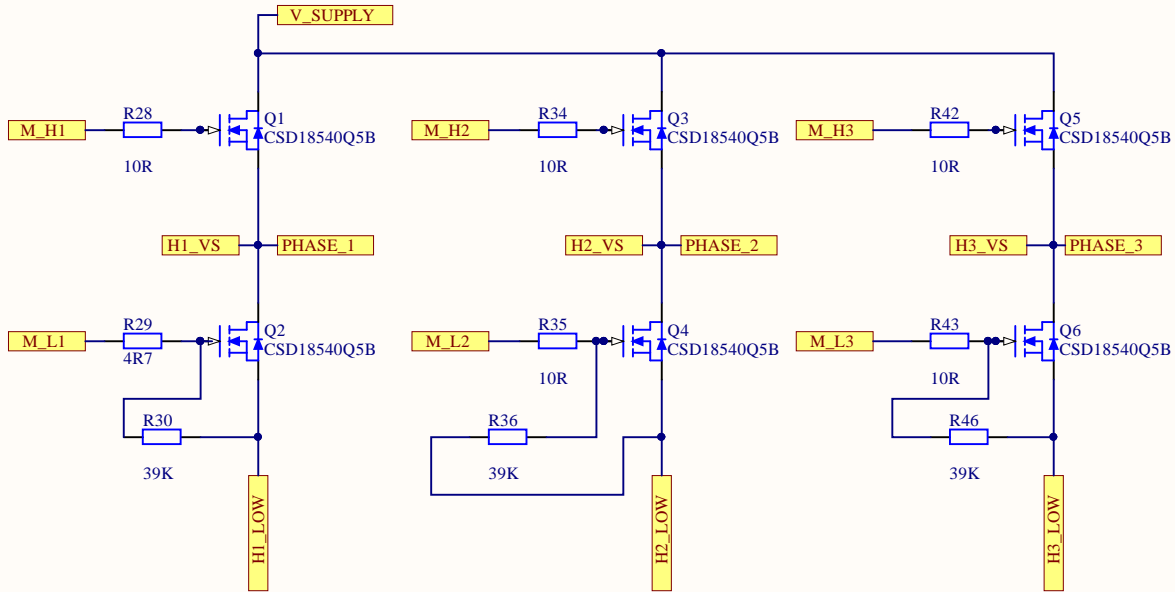 V_SUPPLY
R28
M_H1
10R
Q1
CSD18540Q5B
R34
M_H2
10R
Q3
CSD18540Q5B
R42
M_H3
10R
Q5
CSD18540Q5B
H1_VS
PHASE_1
H2_VS
PHASE_2
H3_VS
PHASE_3
R29
M_L1
4R7
Q2
CSD18540Q5B
R35
M_L2
10R
Q4
CSD18540Q5B
R43
M_L3
10R
Q6
CSD18540Q5B
R30
39K
R36
39K
R46
39K
H1_LOW
H2_LOW
H3_LOW